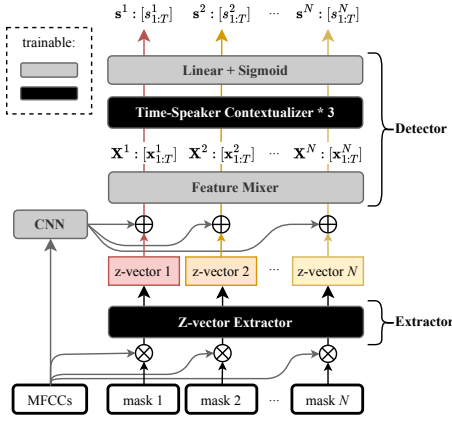 s¹ : [s¹₁:T] s² : [s²₁:T] ... sᴺ : [sᴺ₁:T]
trainable:
Linear + Sigmoid
Time-Speaker Contextualizer * 3
Detector
X¹ : [x¹₁:T] X² : [x²₁:T] ... Xᴺ : [xᴺ₁:T]
Feature Mixer
CNN
z-vector 1 z-vector 2 ... z-vector N
Z-vector Extractor
Extractor
MFCCs mask 1 mask 2 ... mask N